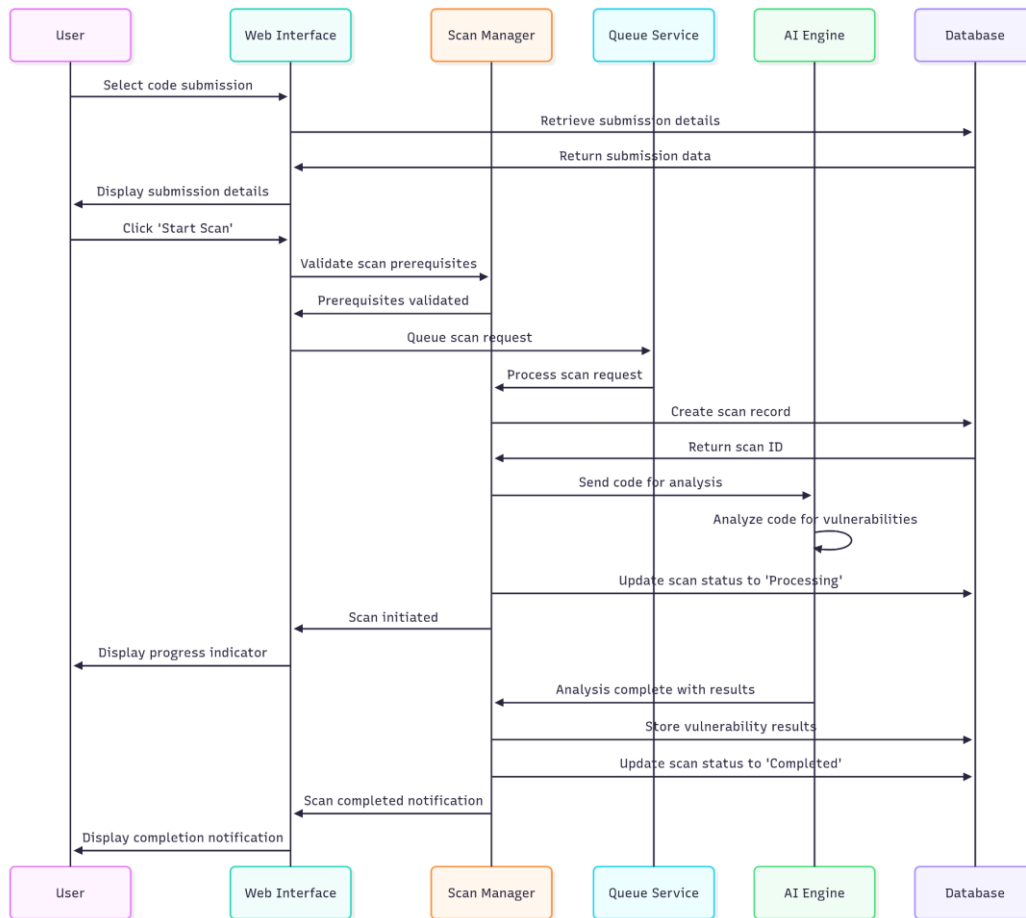 User
Web Interface
Scan Manager
Queue Service
AI Engine
Database
Select code submission
Retrieve submission details
Return submission data
Display submission details
Click 'Start Scan'
Validate scan prerequisites
Prerequisites validated
Queue scan request
Process scan request
Create scan record
Return scan ID
Send code for analysis
Analyze code for vulnerabilities
Update scan status to 'Processing'
Scan initiated
Display progress indicator
Analysis complete with results
Store vulnerability results
Update scan status to 'Completed'
Scan completed notification
Display completion notification
User
Web Interface
Scan Manager
Queue Service
AI Engine
Database